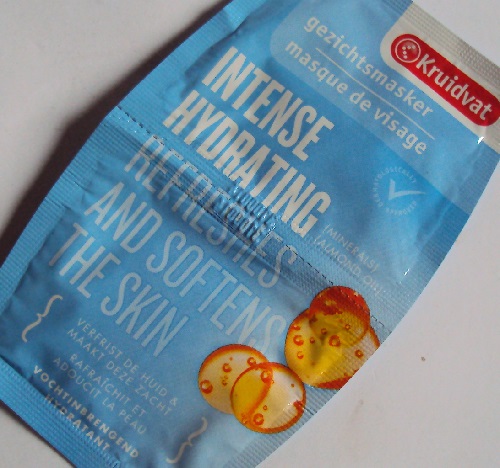 Kruidvat
gezichtsmasker
masque de visage
INTENSE
HYDRATING
REFRESHES
AND SOFTENS
THE SKIN
(MINERALS)
(ALMOND OIL)
VERFRIST DE HUID &
MAAKT DEZE ZACHT
RAFRAÎCHIT ET
ADOUCIT LA PEAU
VOCHTINBRENGEND
HYDRATANT